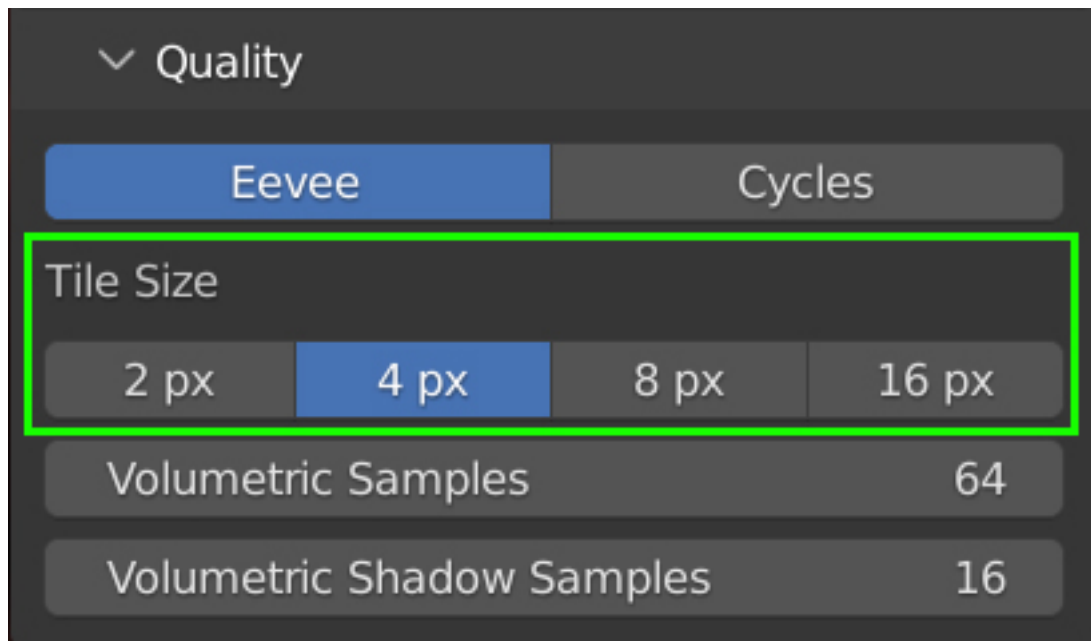 Quality
Eevee Cycles
Tile Size
2 px 4 px 8 px 16 px
Volumetric Samples 64
Volumetric Shadow Samples 16